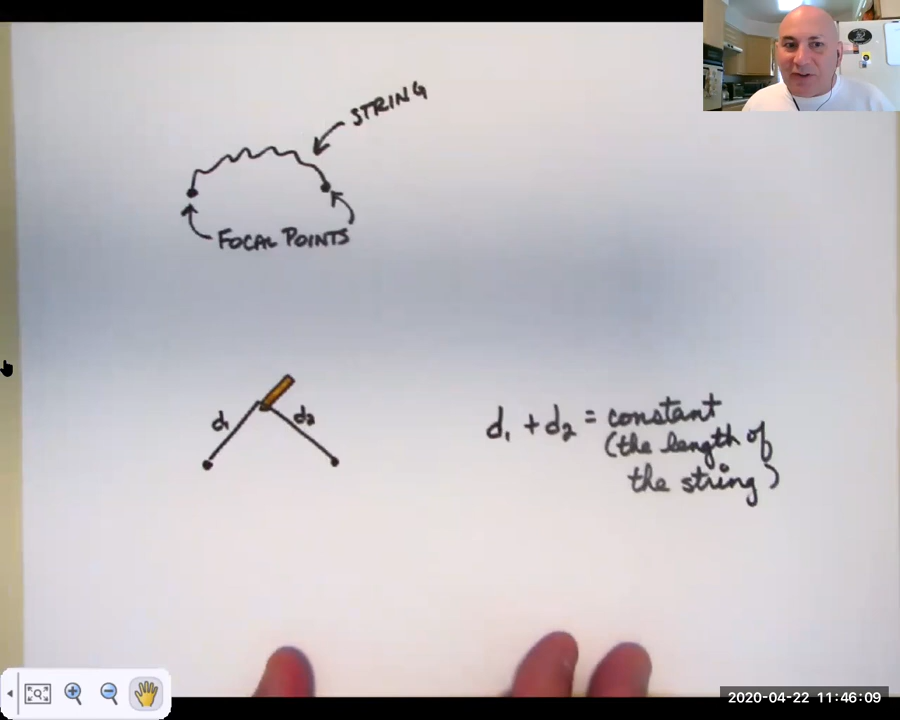 STRING
FOCAL POINTS
d₁
d₂
d₁ + d₂ = constant
(the length of
the string)
2020-04-22 11:46:09